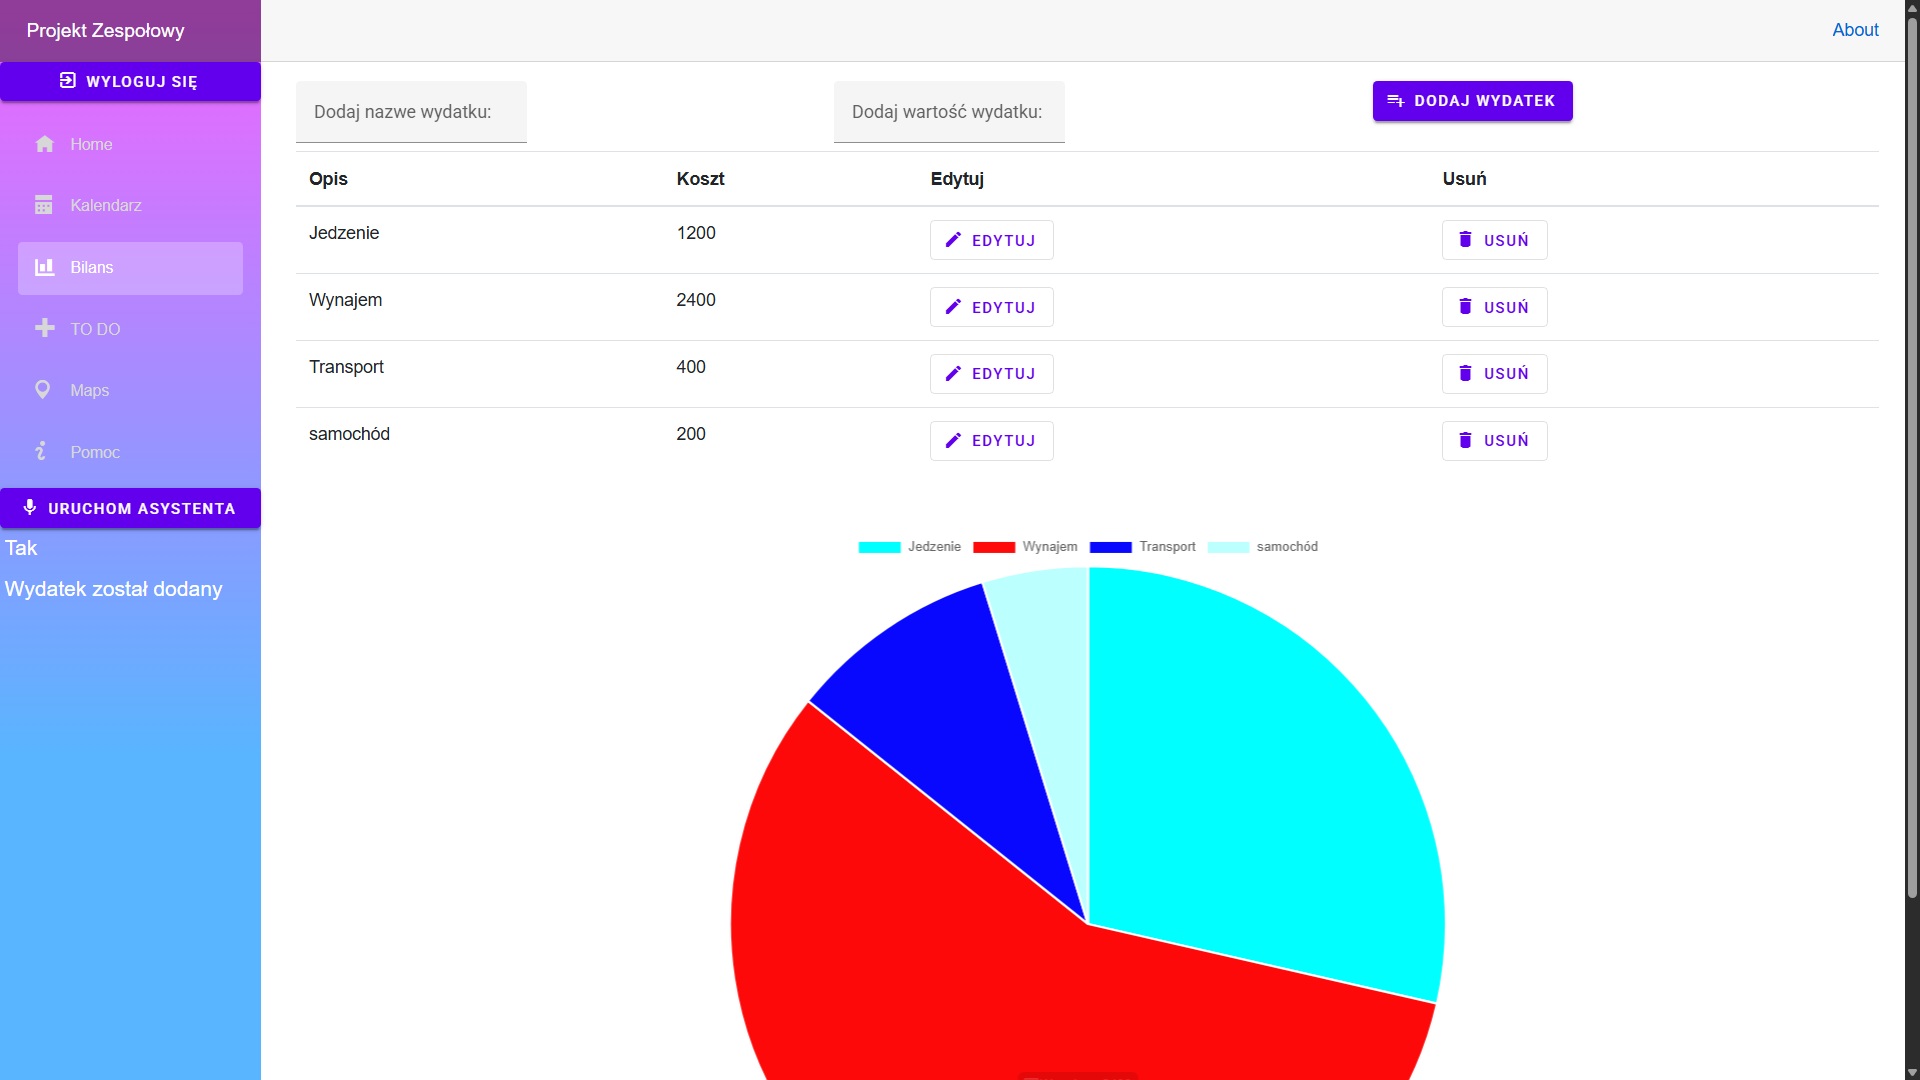 Projekt Zespołowy
About
WYLOGUJ SIĘ
Home
Kalendarz
Bilans
TO DO
Maps
Pomoc
URUCHOM ASYSTENTA
Tak
Wydatek został dodany
Dodaj nazwe wydatku:
Dodaj wartość wydatku:
DODAJ WYDATEK
Opis Koszt Edytuj Usuń
Jedzenie 1200 EDYTUJ USUŃ
Wynajem 2400 EDYTUJ USUŃ
Transport 400 EDYTUJ USUŃ
samochód 200 EDYTUJ USUŃ
Jedzenie Wynajem Transport samochód